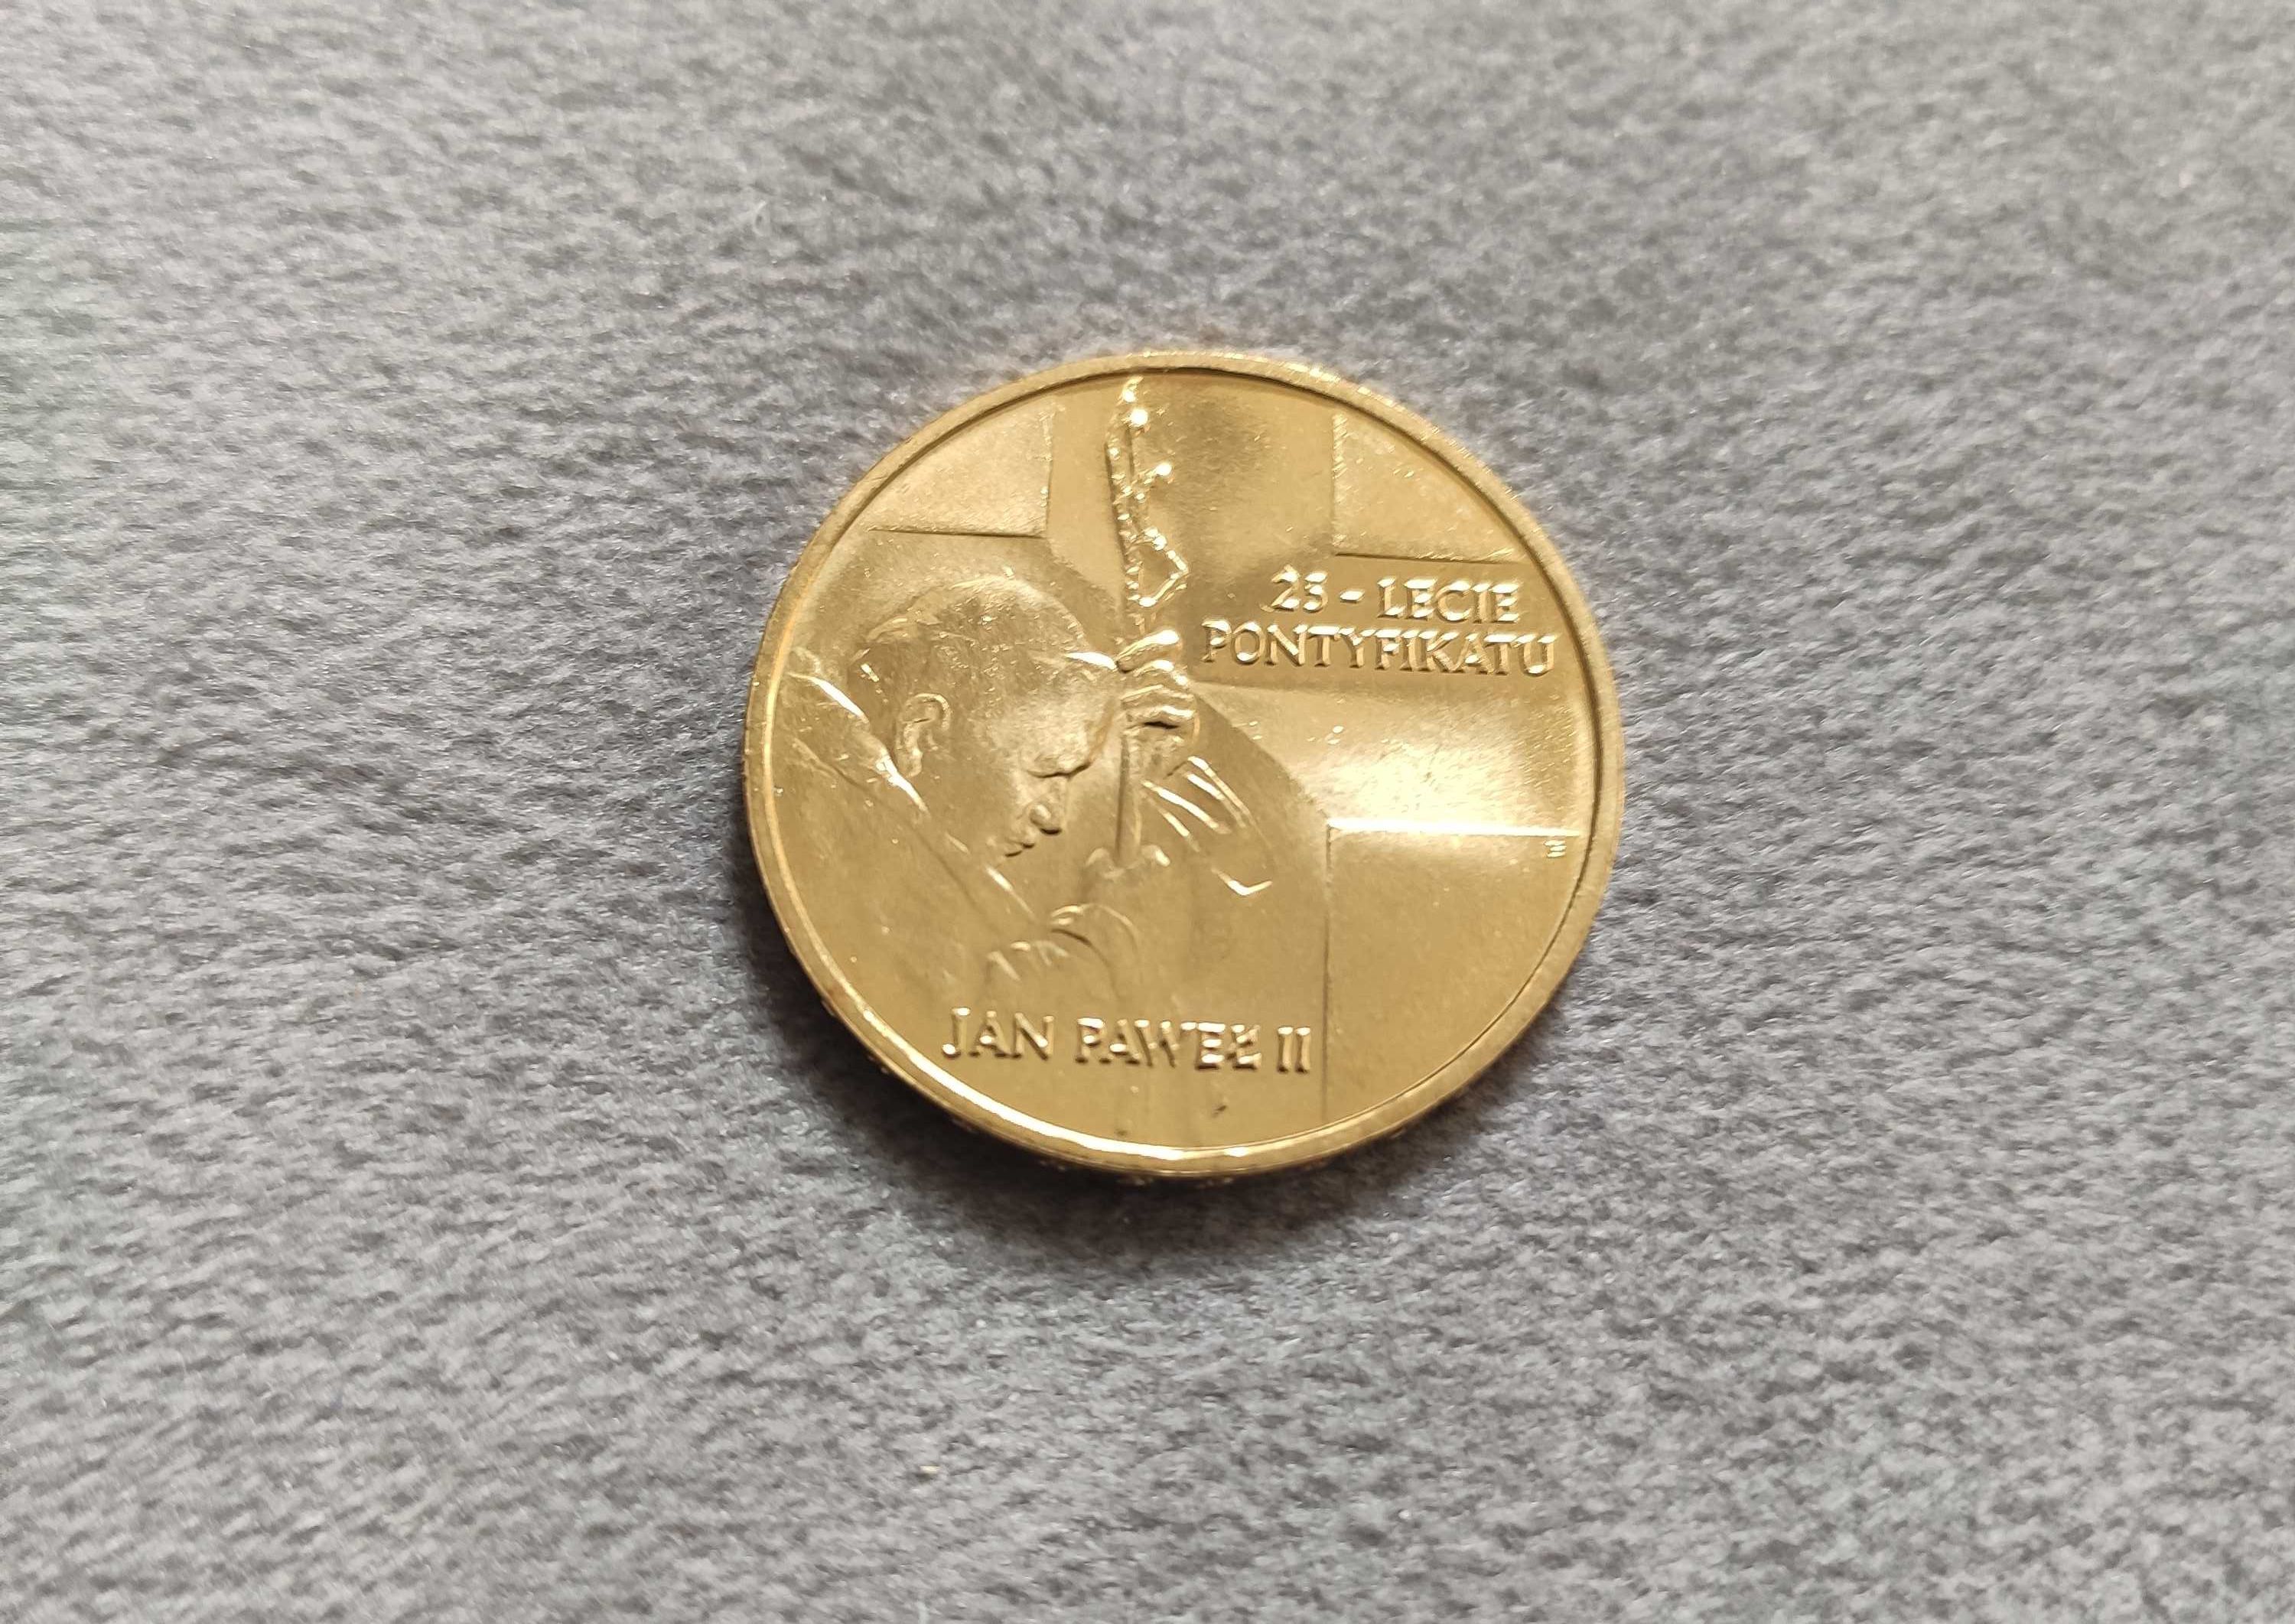 25 - LECIE
PONTYFIKATU
JAN PAWEŁ II